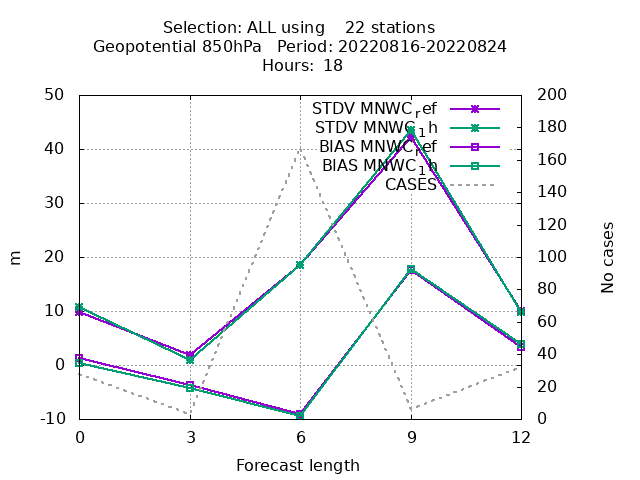 Selection: ALL using    22 stations
Geopotential 850hPa   Period: 20220816-20220824
Hours: 18
50
40
30
20
10
0
-10
200
180
160
140
120
100
80
60
40
20
0
STDV MNWC_ref
STDV MNWC_1h
BIAS MNWC_ref
BIAS MNWC_1h
CASES
m
No cases
0 3 6 9 12
Forecast length